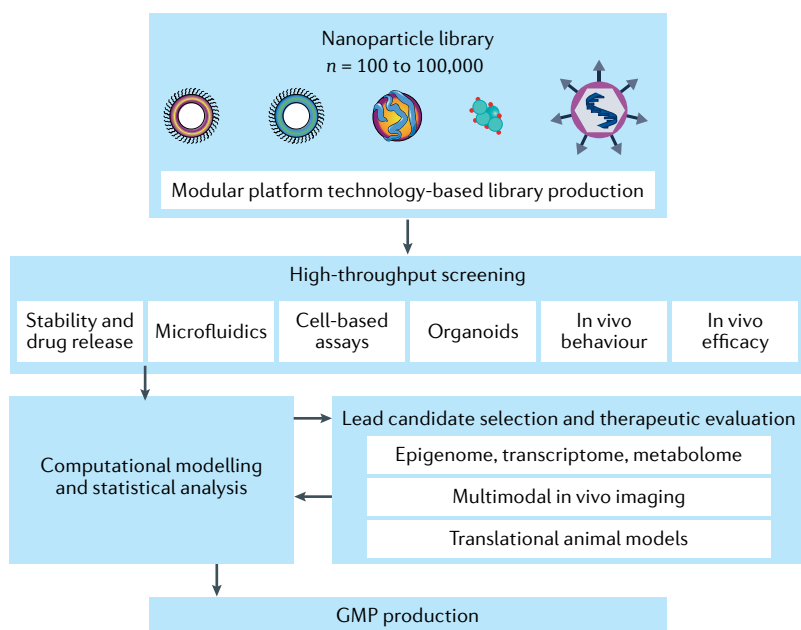 Nanoparticle library
n = 100 to 100,000
Modular platform technology-based library production
High-throughput screening
Stability and
drug release
Microfluidics
Cell-based
assays
Organoids
In vivo
behaviour
In vivo
efficacy
Computational modelling
and statistical analysis
Lead candidate selection and therapeutic evaluation
Epigenome, transcriptome, metabolome
Multimodal in vivo imaging
Translational animal models
GMP production